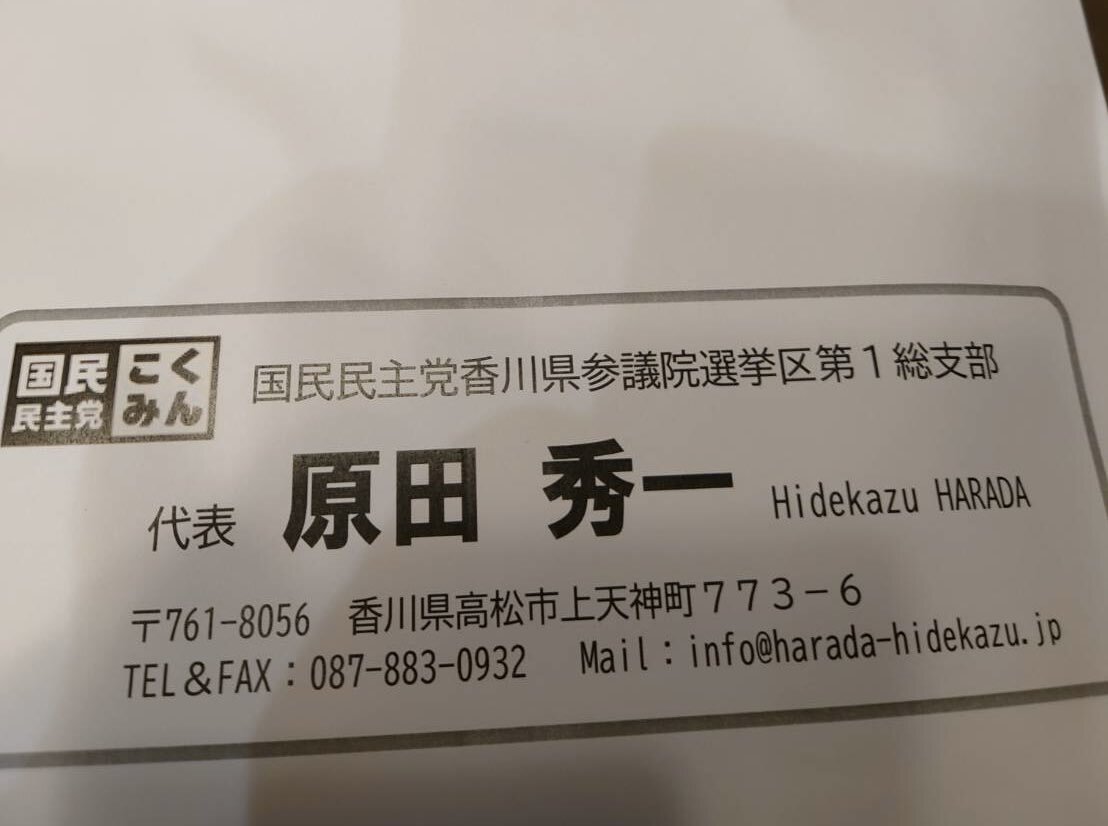 国民 こく
民主党 みん
国民民主党香川県参議院選挙区第１総支部
代表 原田 秀一 Hidekazu HARADA
〒761-8056 香川県高松市上天神町７７３－６
TEL＆FAX：087-883-0932 Mail：info@harada-hidekazu.jp